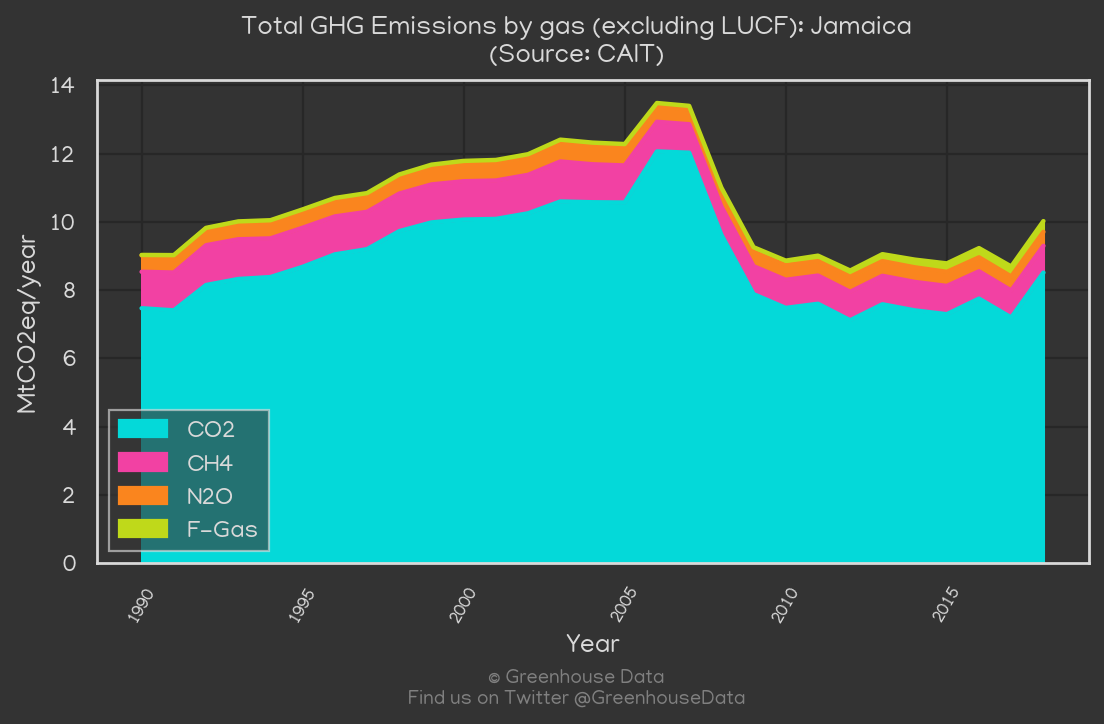 Total GHG Emissions by gas (excluding LUCF): Jamaica
(Source: CAIT)
14
12
10
8
6
4
2
0
MtCO2eq/year
CO2
CH4
N2O
F-Gas
1990
1995
2000
2005
2010
2015
Year
© Greenhouse Data
Find us on Twitter @GreenhouseData